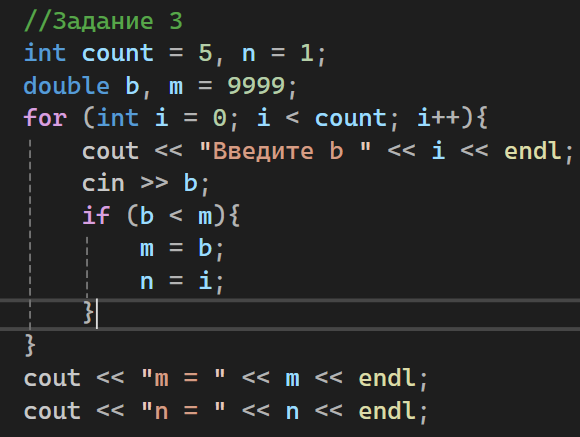 //Задание 3
int count = 5, n = 1;
double b, m = 9999;
for (int i = 0; i < count; i++){
    cout << "Введите b " << i << endl;
    cin >> b;
    if (b < m){
        m = b;
        n = i;
    }
}
cout << "m = " << m << endl;
cout << "n = " << n << endl;